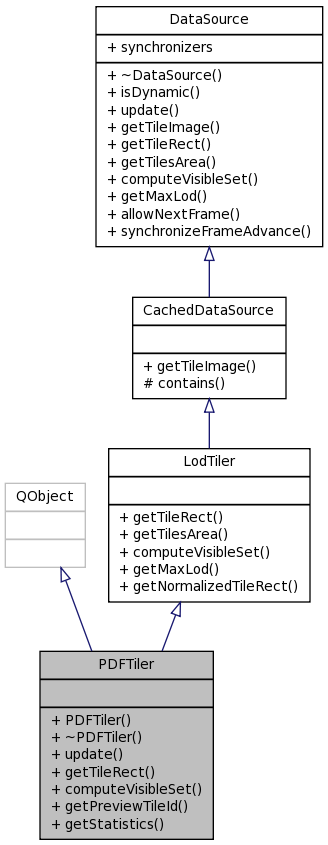 DataSource
+ synchronizers
+ ~DataSource()
+ isDynamic()
+ update()
+ getTileImage()
+ getTileRect()
+ getTilesArea()
+ computeVisibleSet()
+ getMaxLod()
+ allowNextFrame()
+ synchronizeFrameAdvance()
CachedDataSource
+ getTileImage()
# contains()
LodTiler
+ getTileRect()
+ getTilesArea()
+ computeVisibleSet()
+ getMaxLod()
+ getNormalizedTileRect()
QObject
PDFTiler
+ PDFTiler()
+ ~PDFTiler()
+ update()
+ getTileRect()
+ computeVisibleSet()
+ getPreviewTileId()
+ getStatistics()